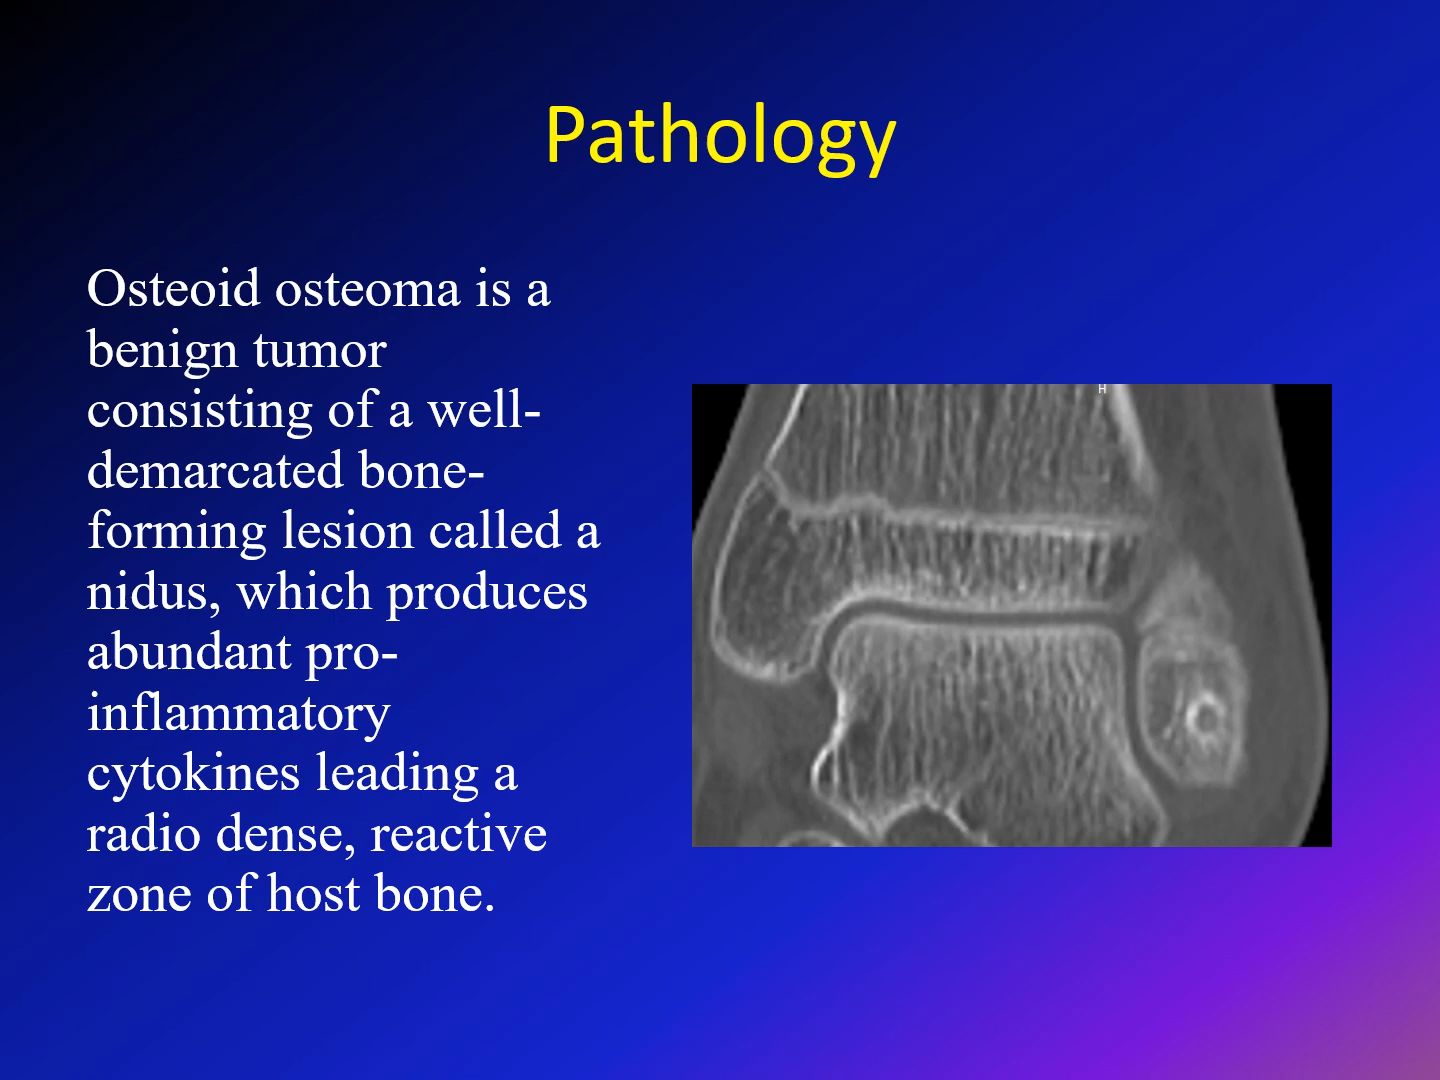 Pathology
Osteoid osteoma is a
benign tumor
consisting of a well-
demarcated bone-
forming lesion called a
nidus, which produces
abundant pro-
inflammatory
cytokines leading a
radio dense, reactive
zone of host bone.
H